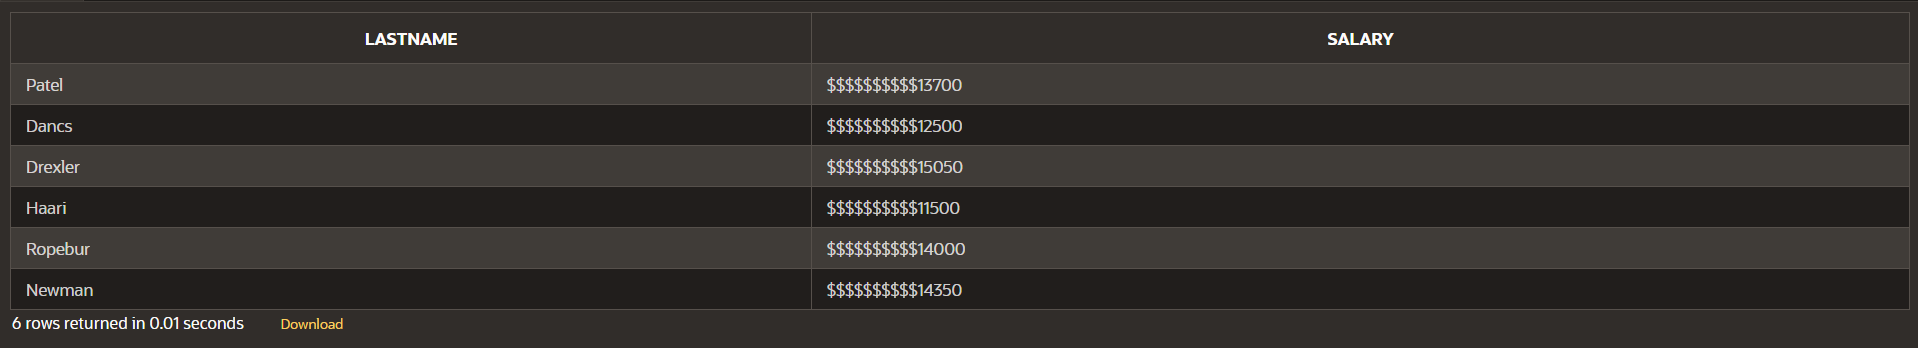 LASTNAME SALARY
Patel $$$$$$$$$$13700
Dancs $$$$$$$$$$12500
Drexler $$$$$$$$$$15050
Haari $$$$$$$$$$11500
Ropebur $$$$$$$$$$14000
Newman $$$$$$$$$$14350
6 rows returned in 0.01 seconds Download